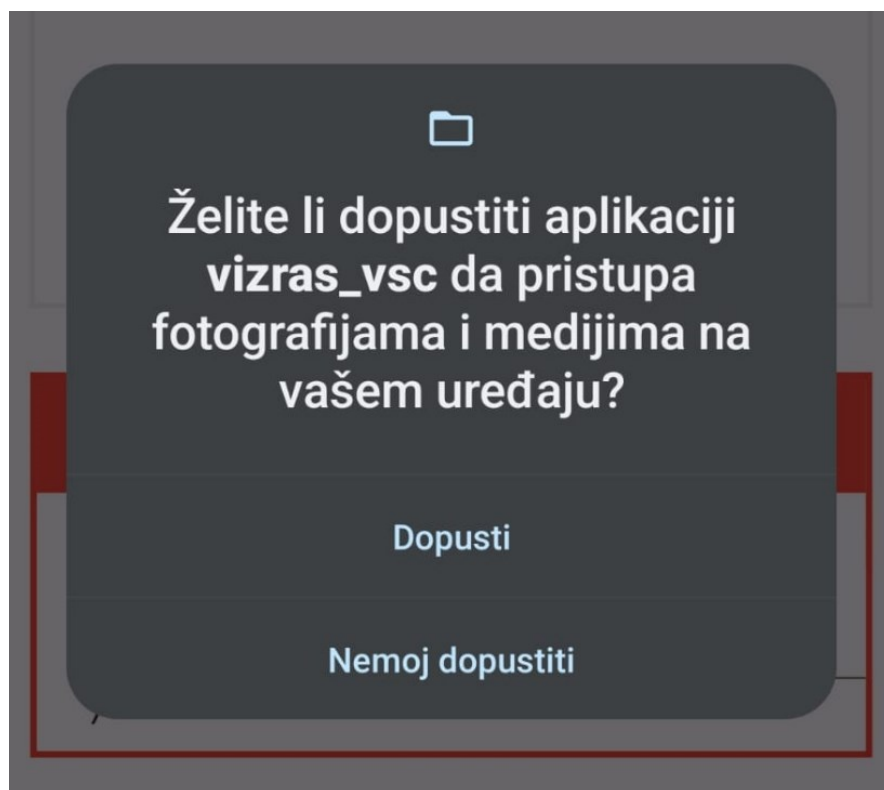 Želite li dopustiti aplikaciji
vizras_vsc da pristupa
fotografijama i medijima na
vašem uređaju?
Dopusti
Nemoj dopustiti